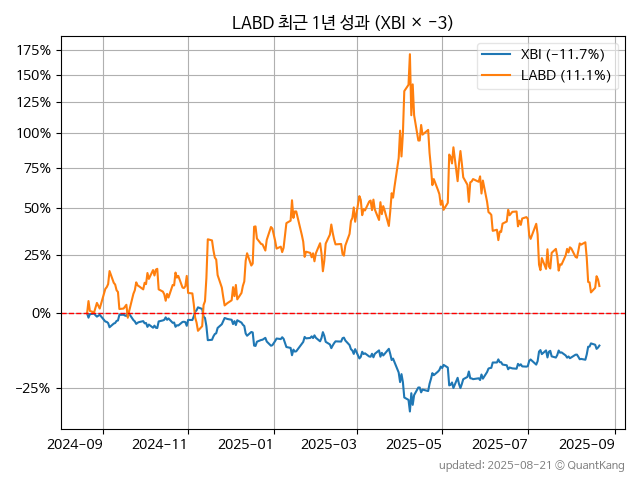 LABD 최근 1년 성과 (XBI × -3)
XBI (-11.7%)
LABD (11.1%)
175%
150%
125%
100%
75%
50%
25%
0%
-25%
2024-09 2024-11 2025-01 2025-03 2025-05 2025-07 2025-09
updated: 2025-08-21 © QuantKang